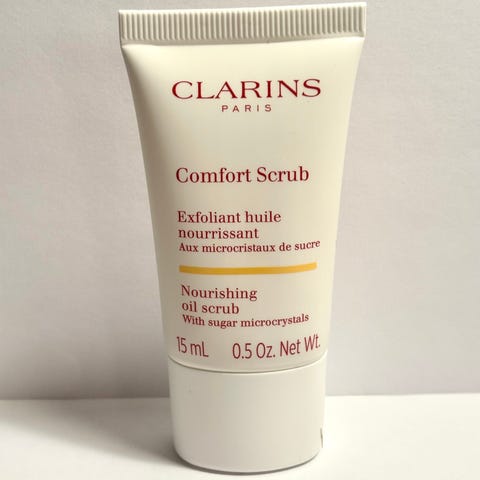 CLARINS
PARIS
Comfort Scrub
Exfoliant huile
nourrissant
Aux microcristaux de sucre
Nourishing
oil scrub
With sugar microcrystals
15 mL 0.5 Oz. Net Wt.